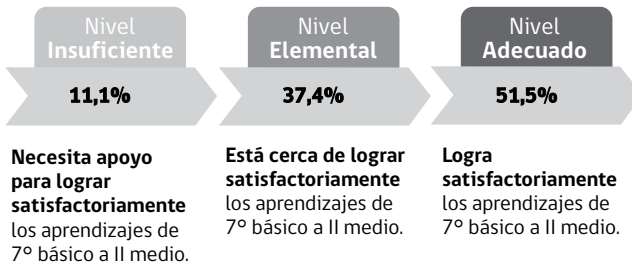 Nivel
Insuficiente
Nivel
Elemental
Nivel
Adecuado
11,1%
37,4%
51,5%
Necesita apoyo
para lograr
satisfactoriamente
los aprendizajes de
7° básico a II medio.
Está cerca de lograr
satisfactoriamente
los aprendizajes de
7° básico a II medio.
Logra
satisfactoriamente
los aprendizajes de
7° básico a II medio.